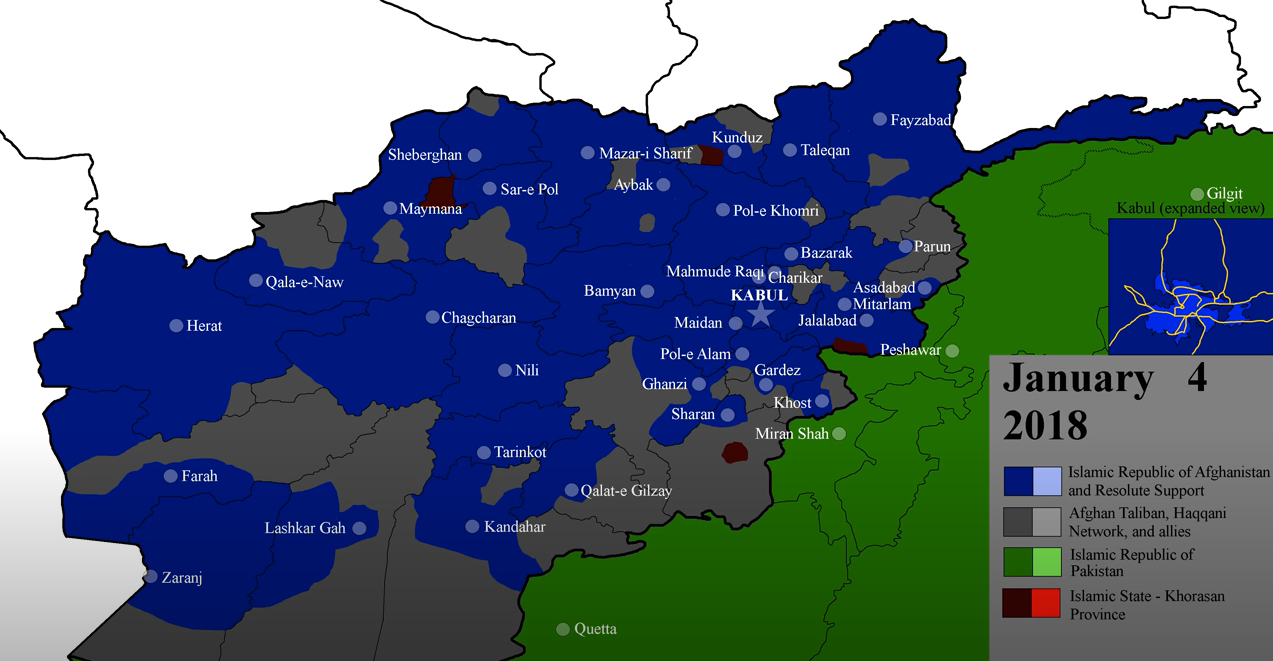 Fayzabad
Kunduz
Sheberghan
Mazar-i Sharif
Taleqan
Aybak
Sar-e Pol
Gilgit
Maymana
Pol-e Khomri
Kabul (expanded view)
Parun
Bazarak
Mahmude Raqi
Charikar
Qala-e-Naw
Asadabad
Bamyan
KABUL
Mitarlam
Chagcharan
Maidan
Jalalabad
Herat
Pol-e Alam
Peshawar
Nili
Gardez
Ghanzi
Khost
Sharan
Miran Shah
Tarinkot
Farah
Qalat-e Gilzay
Lashkar Gah
Kandahar
Zaranj
Quetta
January 4
2018
Islamic Republic of Afghanistan
and Resolute Support
Afghan Taliban, Haqqani
Network, and allies
Islamic Republic of
Pakistan
Islamic State - Khorasan
Province